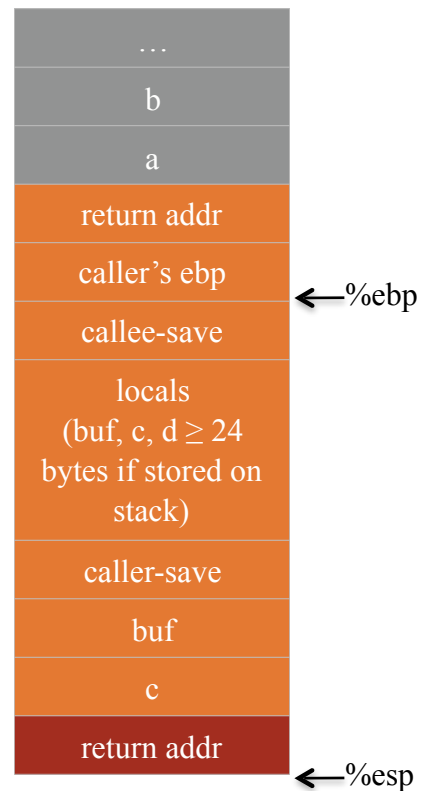 …
b
a
return addr
caller’s ebp
%ebp
callee-save
locals
(buf, c, d ≥ 24
bytes if stored on
stack)
caller-save
buf
c
return addr
%esp